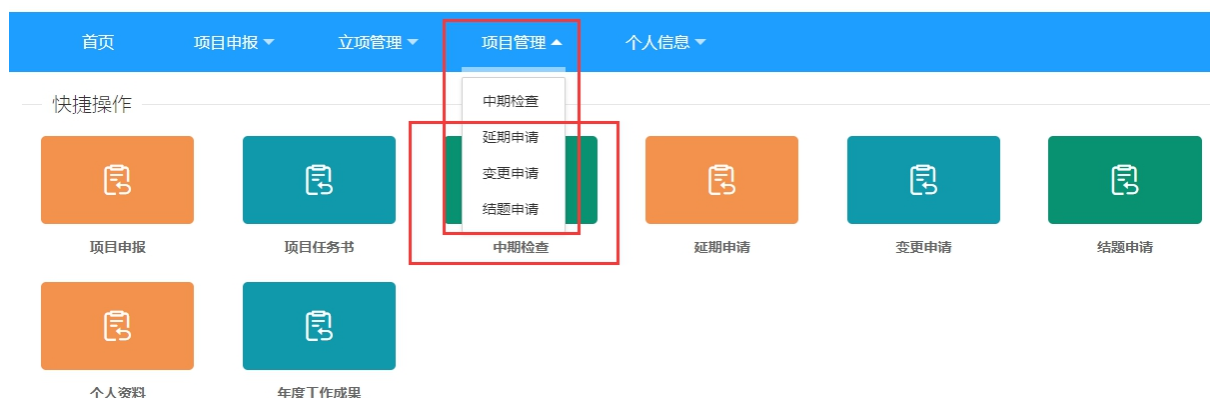 首页 项目申报 立项管理 项目管理 个人信息
快捷操作
中期检查
延期申请
变更申请
结题申请
项目申报 项目任务书 中期检查 延期申请 变更申请 结题申请
个人资料 年度工作成果